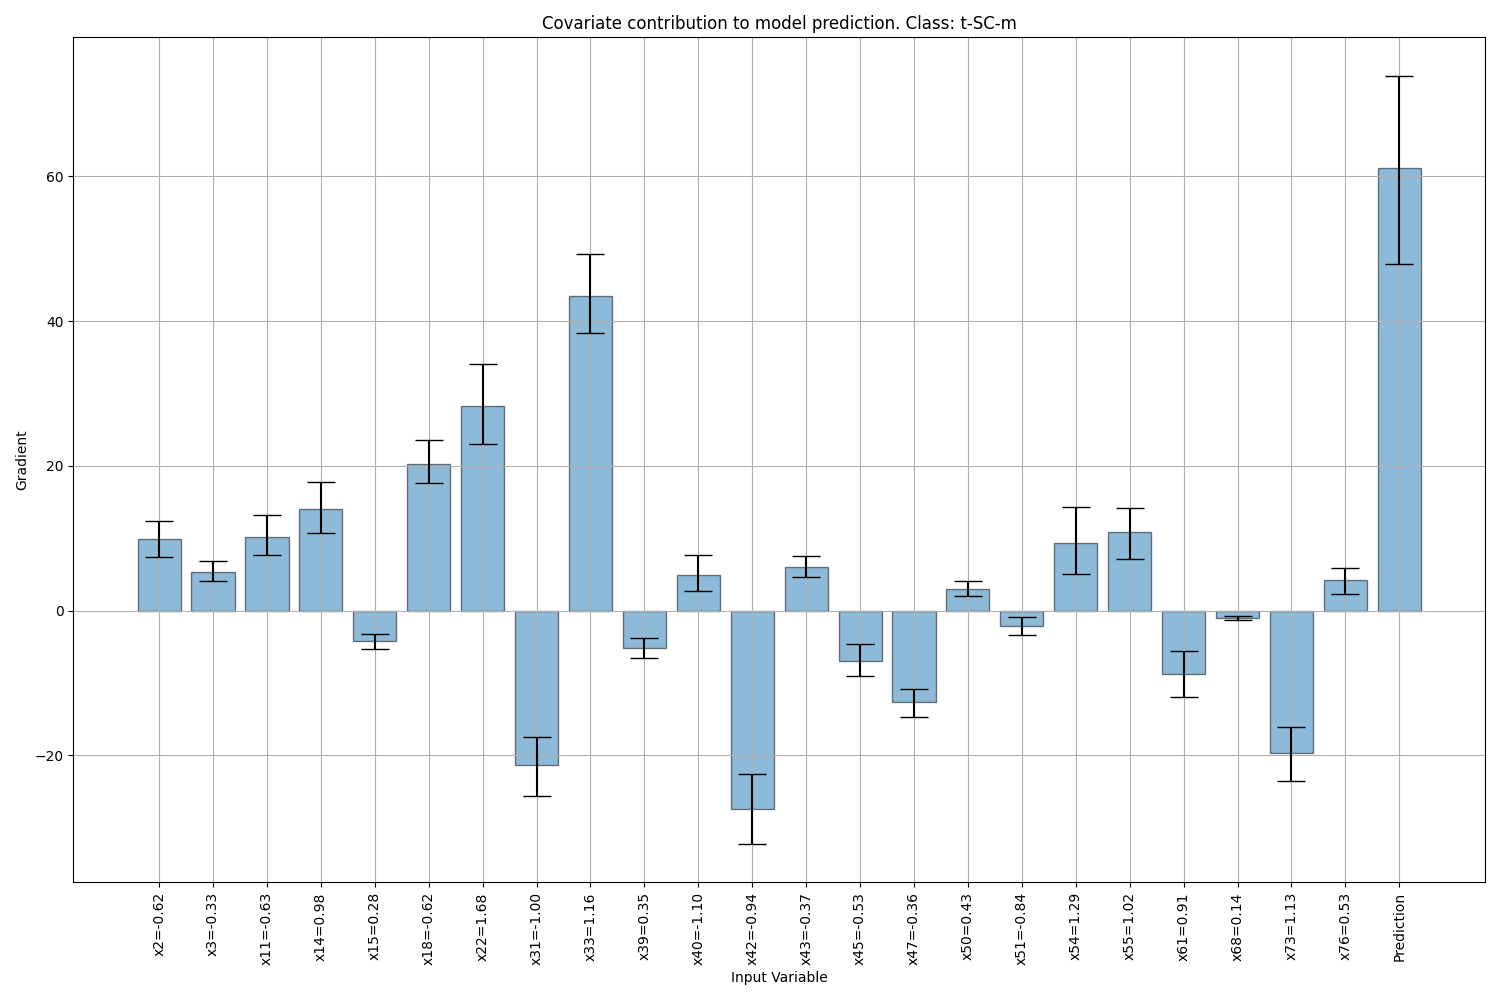 Covariate contribution to model prediction. Class: t-SC-m
Gradient
60
40
20
0
−20
x2=-0.62
x3=-0.33
x11=-0.63
x14=0.98
x15=0.28
x18=-0.62
x22=1.68
x31=-1.00
x33=1.16
x39=0.35
x40=-1.10
x42=-0.94
x43=-0.37
x45=-0.53
x47=-0.36
x50=0.43
x51=-0.84
x54=1.29
x55=1.02
x61=0.91
x68=0.14
x73=1.13
x76=0.53
Prediction
Input Variable